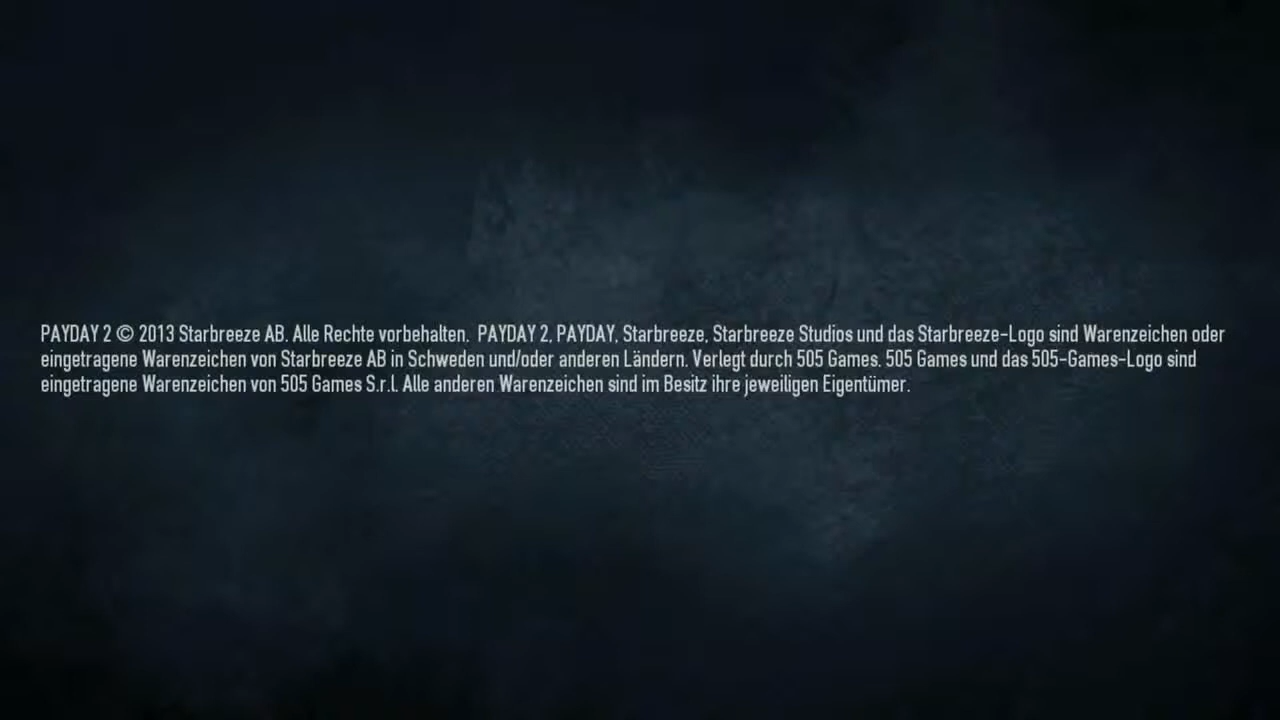 PAYDAY 2 © 2013 Starbreeze AB. Alle Rechte vorbehalten.  PAYDAY 2, PAYDAY, Starbreeze, Starbreeze Studios und das Starbreeze-Logo sind Warenzeichen oder
eingetragene Warenzeichen von Starbreeze AB in Schweden und/oder anderen Ländern. Verlegt durch 505 Games. 505 Games und das 505-Games-Logo sind
eingetragene Warenzeichen von 505 Games S.r.l. Alle anderen Warenzeichen sind im Besitz ihre jeweiligen Eigentümer.